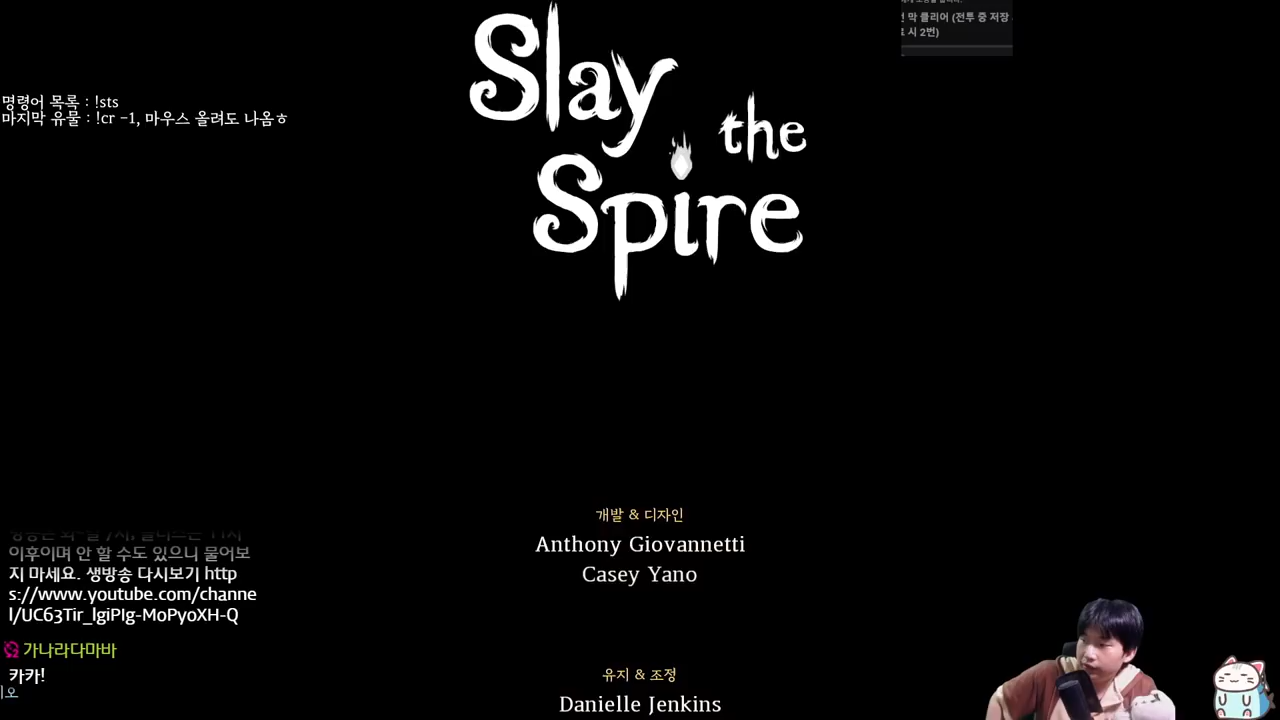 Slay
the
Spire
막 클리어 (전투 중 저장
시 2번)
명령어 목록 : !sts
마지막 유물 : !cr -1, 마우스 올려도 나옴ㅎ
개발 & 디자인
Anthony Giovannetti
Casey Yano
유지 & 조정
Danielle Jenkins
이후이며 안 할 수도 있으니 물어보
지 마세요. 생방송 다시보기 http
s://www.youtube.com/channe
l/UC63Tir_lgiPIg-MoPyoXH-Q
가나라다마바
카카!